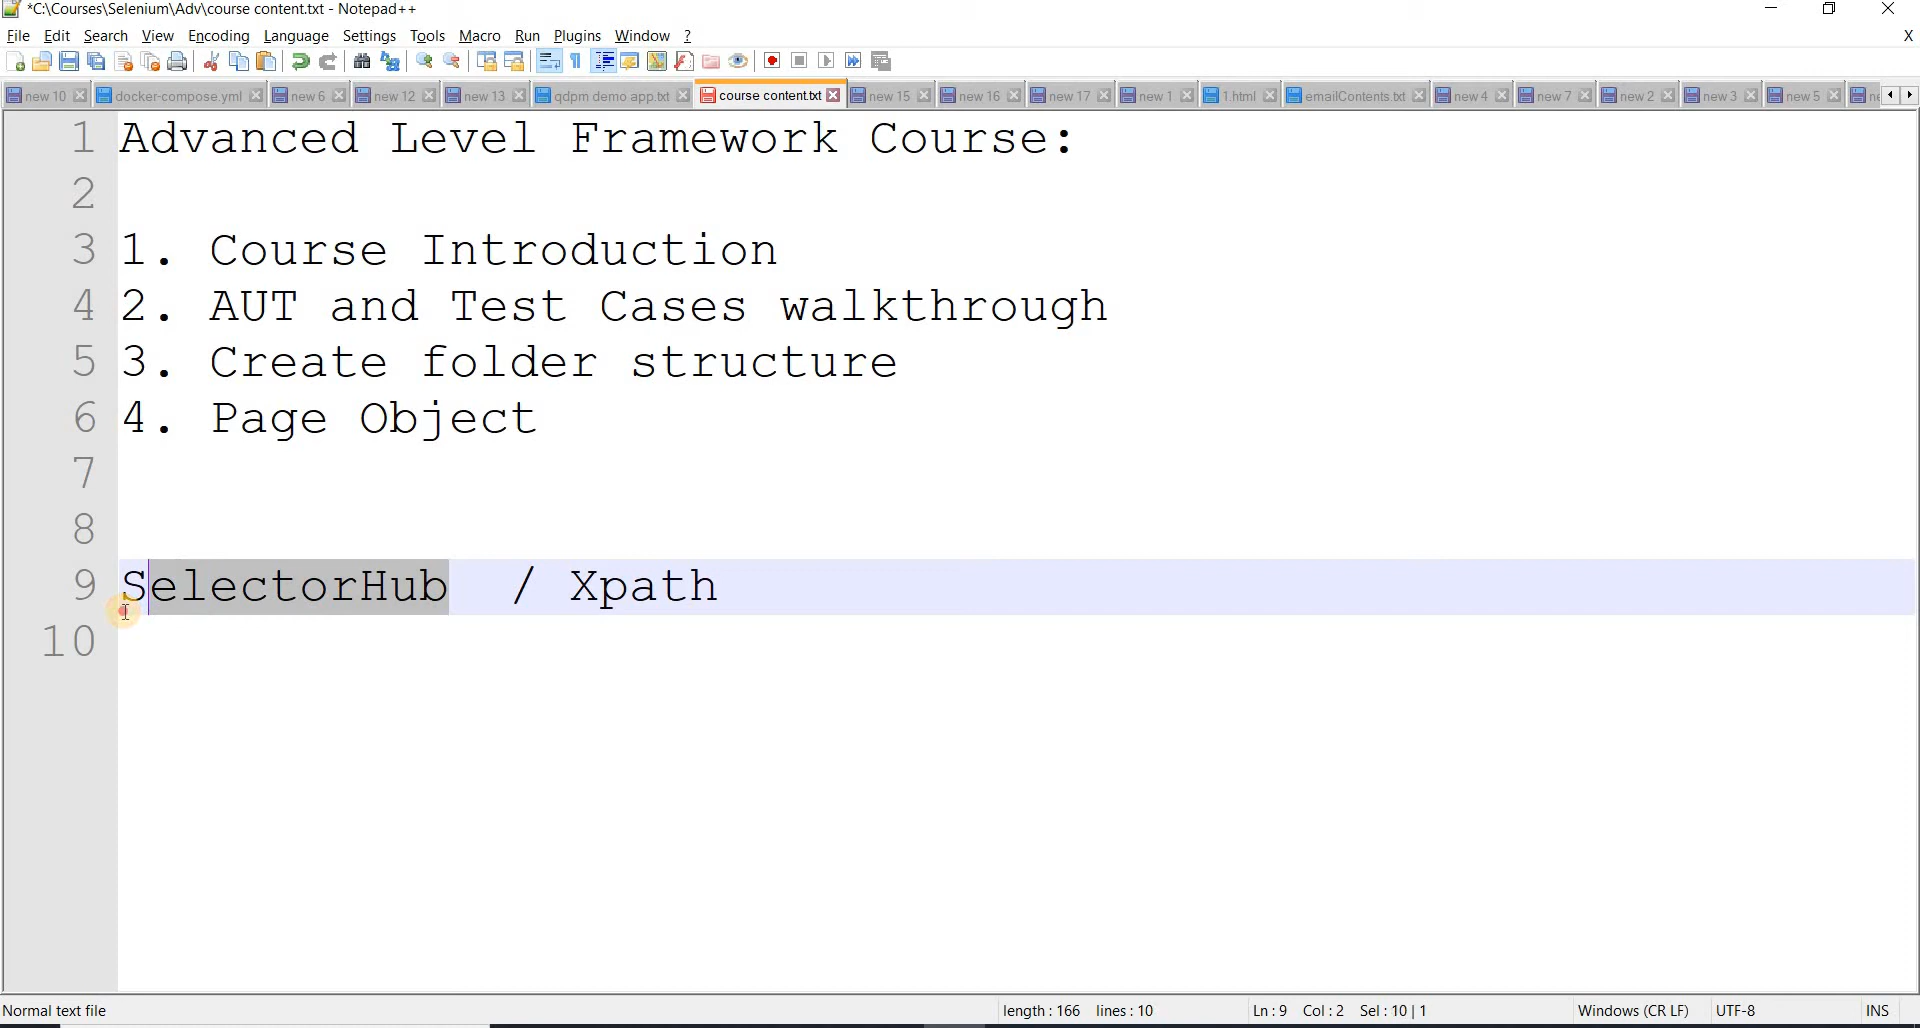 *C:\Courses\Selenium\Adv\course content.txt - Notepad++
File Edit Search View Encoding Language Settings Tools Macro Run Plugins Window ? X
new 10 docker-compose.yml new 6 new 12 new 13 qdpm demo app.txt course content.txt new 15 new 16 new 17 new 1 1.html emailContents.txt new 4 new 7 new 2 new 3 new 5
1 Advanced Level Framework Course:
2
3 1. Course Introduction
4 2. AUT and Test Cases walkthrough
5 3. Create folder structure
6 4. Page Object
7
8
9 SelectorHub / Xpath
10
Normal text file length : 166 lines : 10 Ln : 9 Col : 2 Sel : 10 | 1 Windows (CR LF) UTF-8 INS